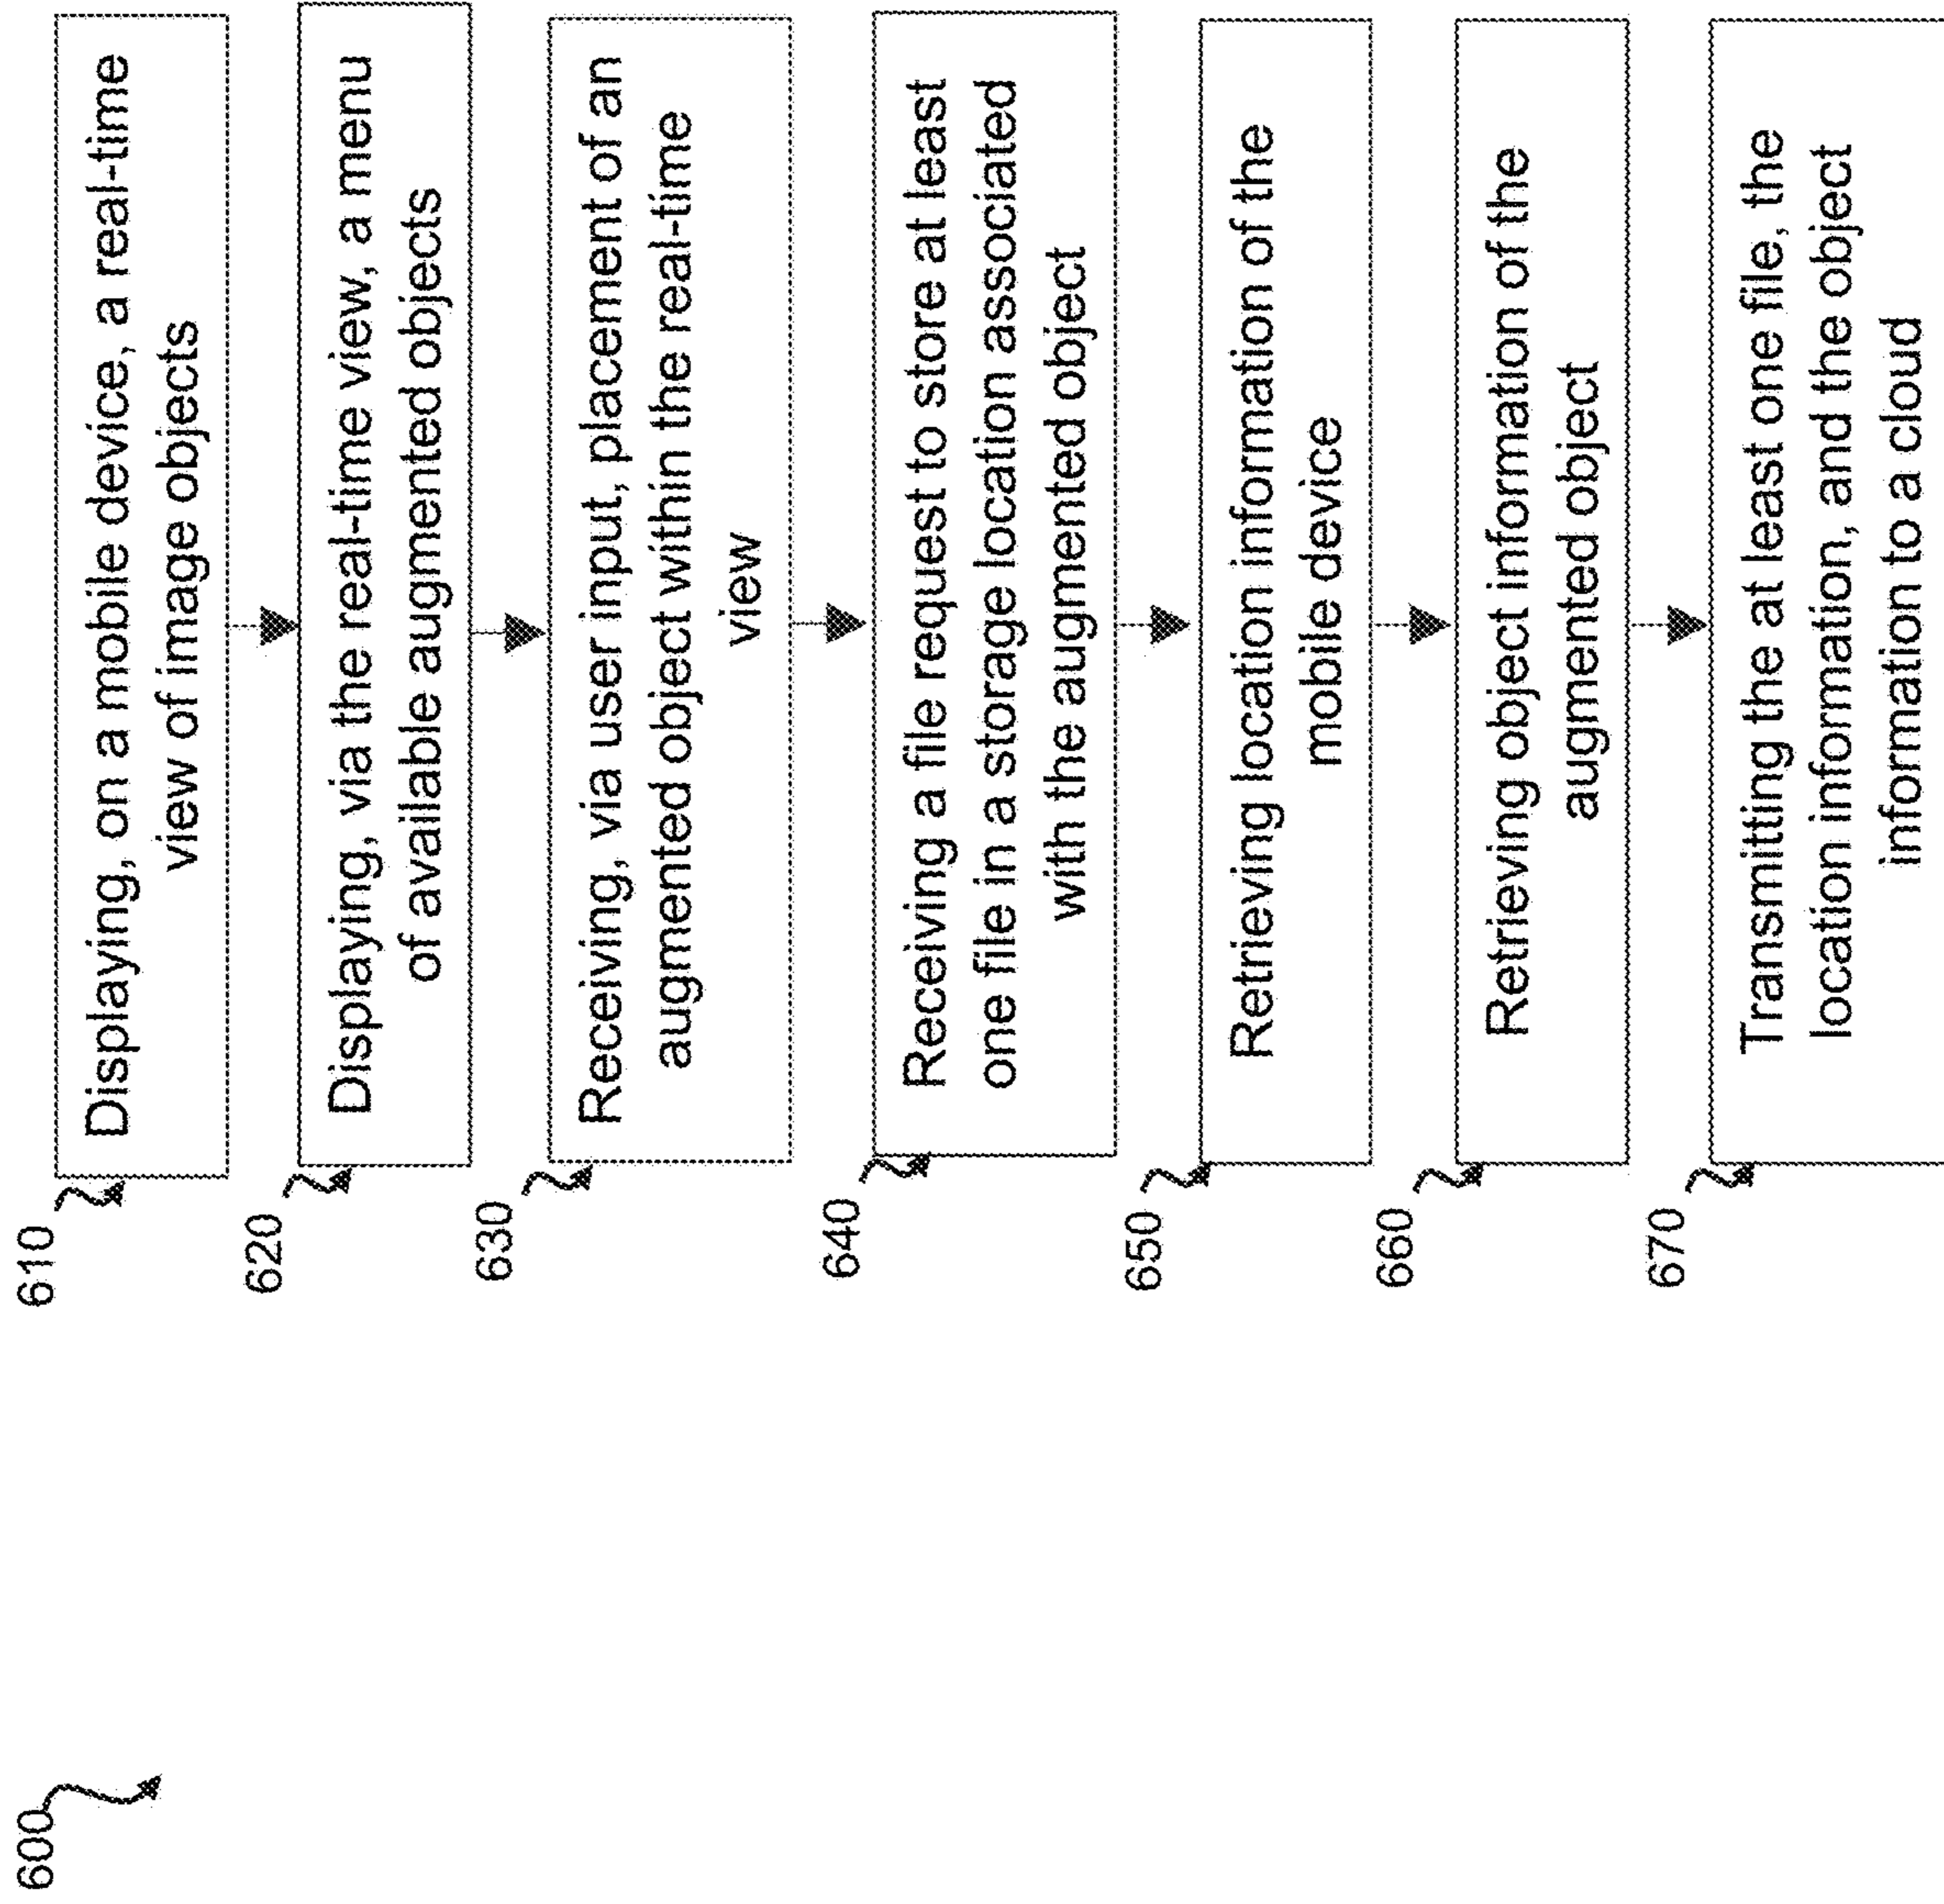 600
610
Displaying, on a mobile device, a real-time
view of image objects
620
Displaying, via the real-time view, a menu
of available augmented objects
630
Receiving, via user input, placement of an
augmented object within the real-time
view
640
Receiving a file request to store at least
one file in a storage location associated
with the augmented object
650
Retrieving location information of the
mobile device
660
Retrieving object information of the
augmented object
670
Transmitting the at least one file, the
location information, and the object
information to a cloud